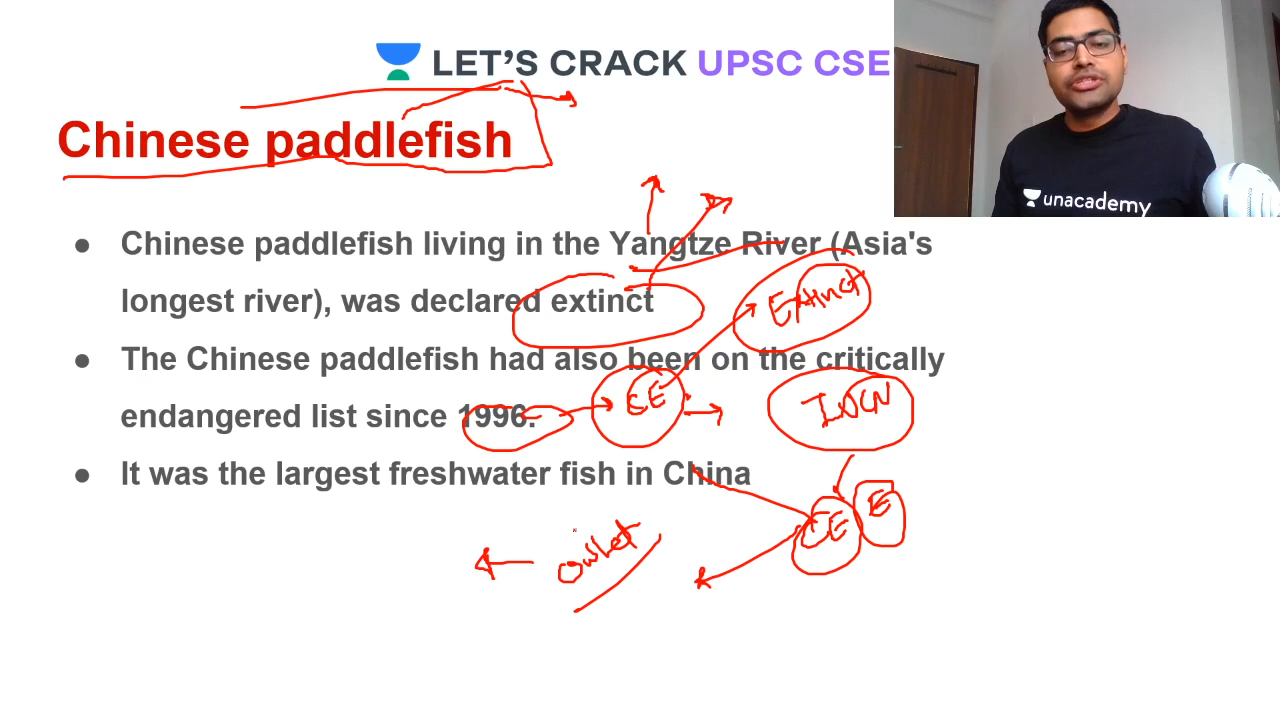 LET'S CRACK UPSC CSE
unacademy
Chinese paddlefish
● Chinese paddlefish living in the Yangtze River (Asia's
longest river), was declared extinct
Extinct
● The Chinese paddlefish had also been on the critically
endangered list since 1996.
CE
IUCN
● It was the largest freshwater fish in China
CE
E